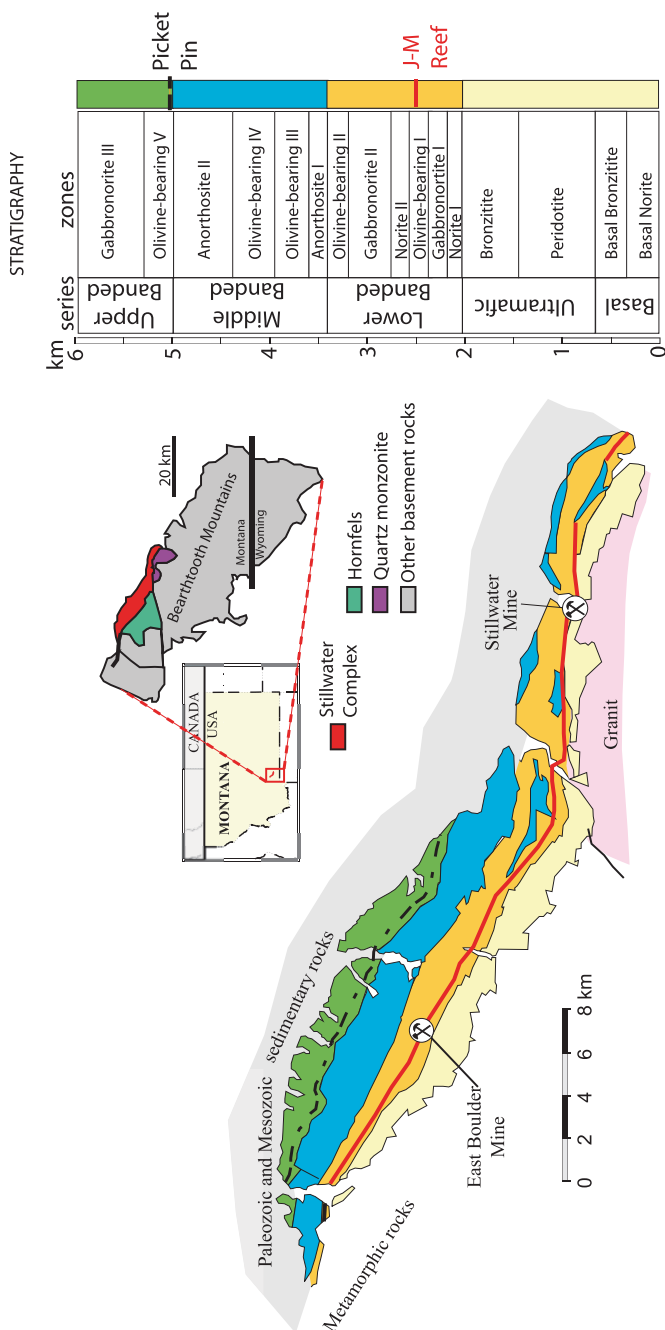 STRATIGRAPHY
km
series
zones
6
5
4
3
2
1
0
Upper
Banded
Middle
Banded
Lower
Banded
Ultramafic
Basal
Gabbronorite III
Olivine-bearing V
Anorthosite II
Olivine-bearing IV
Olivine-bearing III
Anorthosite I
Olivine-bearing II
Gabbronorite II
Norite II
Olivine-bearing I
Gabbronortite I
Norite I
Bronzitite
Peridotite
Basal Bronzitite
Basal Norite
Picket
Pin
J-M
Reef
20 km
Bearthtooth Mountains
Montana
Wyoming
CANADA
USA
MONTANA
Stillwater
Complex
Hornfels
Quartz monzonite
Other basement rocks
Paleozoic and Mesozoic
sedimentary rocks
Metamorphic rocks
East Boulder
Mine
Stillwater
Mine
Granit
0 2 4 6 8 km